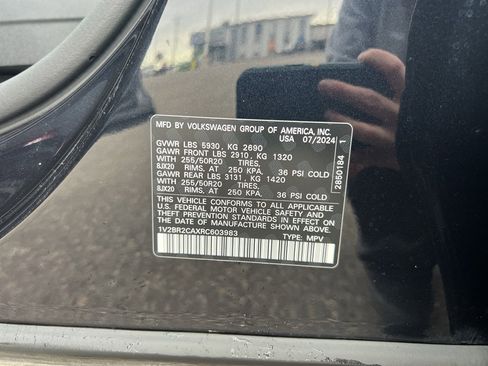 MFD BY VOLKSWAGEN GROUP OF AMERICA, INC.
USA 07/2024
GVWR LBS 5930, KG 2690
GAWR FRONT LBS 2910, KG 1320
WITH 255/50R20 TIRES,
8JX20 RIMS, AT 250 KPA, 36 PSI COLD
GAWR REAR LBS 3131, KG 1420
WITH 255/50R20 TIRES,
8JX20 RIMS, AT 250 KPA, 36 PSI COLD
THIS VEHICLE CONFORMS TO ALL APPLICABLE
U.S. FEDERAL MOTOR VEHICLE SAFETY AND
THEFT PREVENTION STANDARDS IN EFFECT ON
THE DATE OF MANUFACTURE SHOWN ABOVE.
1V2BR2CAXRC603983 TYPE: MPV
2850184 1